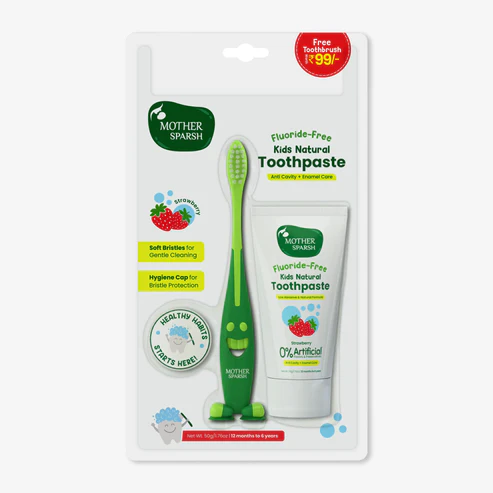 Free
Toothbrush
₹99/-
MOTHER
SPARSH
Fluoride-Free
Kids Natural
Toothpaste
Anti Cavity + Enamel Care
Strawberry
Soft Bristles for
Gentle Cleaning
Hygiene Cap for
Bristle Protection
HEALTHY HABITS
STARTS HERE!
MOTHER
SPARSH
MOTHER
SPARSH
Fluoride-Free
Kids Natural
Toothpaste
Strawberry
0% Artificial
Net Wt. 50g(1.76oz) | 12 months to 6 years